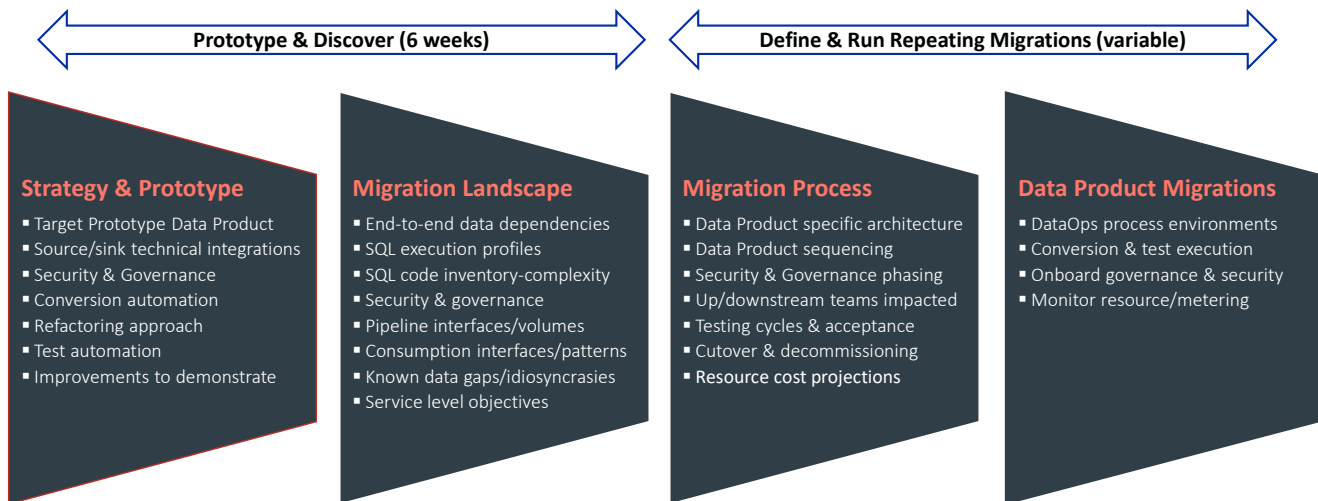 Prototype & Discover (6 weeks)
Define & Run Repeating Migrations (variable)
Strategy & Prototype
▪ Target Prototype Data Product
▪ Source/sink technical integrations
▪ Security & Governance
▪ Conversion automation
▪ Refactoring approach
▪ Test automation
▪ Improvements to demonstrate
Migration Landscape
▪ End-to-end data dependencies
▪ SQL execution profiles
▪ SQL code inventory-complexity
▪ Security & governance
▪ Pipeline interfaces/volumes
▪ Consumption interfaces/patterns
▪ Known data gaps/idiosyncrasies
▪ Service level objectives
Migration Process
▪ Data Product specific architecture
▪ Data Product sequencing
▪ Security & Governance phasing
▪ Up/downstream teams impacted
▪ Testing cycles & acceptance
▪ Cutover & decommissioning
▪ Resource cost projections
Data Product Migrations
▪ DataOps process environments
▪ Conversion & test execution
▪ Onboard governance & security
▪ Monitor resource/metering